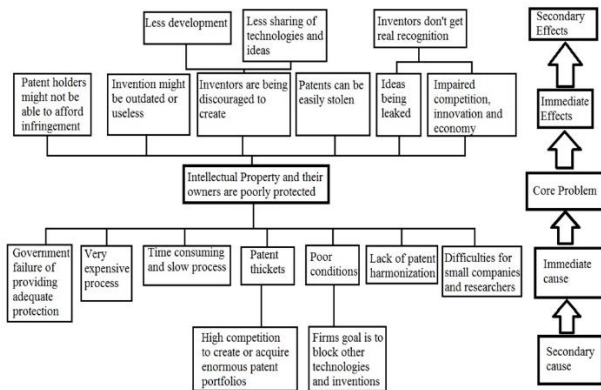 Less development
Less sharing of
technologies and
ideas
Inventors don't get
real recognition
Secondary
Effects
Patent holders
might not be
able to afford
infringement
Invention might
be outdated or
useless
Inventors are being
discouraged to
create
Patents can be
easily stolen
Ideas
being
leaked
Impaired
competition,
innovation and
economy
Immediate
Effects
Intellectual Property and their
owners are poorly protected
Core Problem
Government
failure of
providing
adequate
protection
Very
expensive
process
Time consuming
and slow process
Patent
thickets
Poor
conditions
Lack of patent
harmonization
Difficulties for
small companies
and researchers
Immediate
cause
High competition
to create or acquire
enormous patent
portfolios
Firms goal is to
block other
technologies and
inventions
Secondary
cause